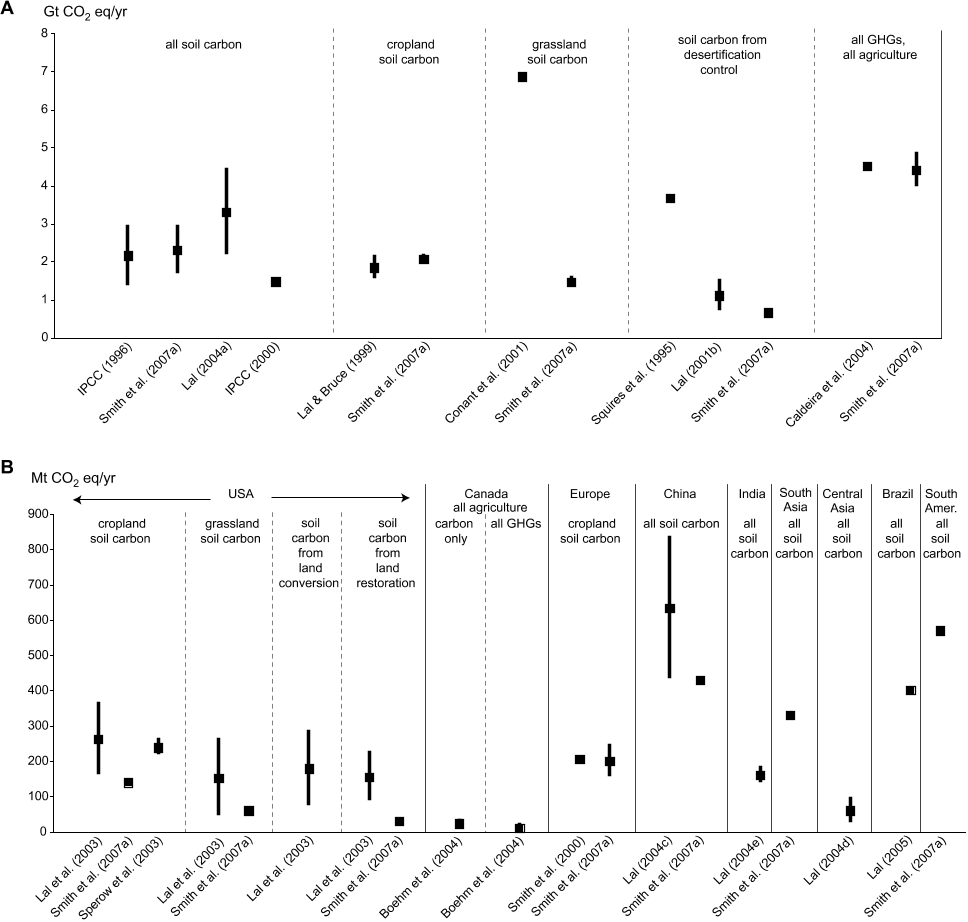 A
Gt CO2 eq/yr
all soil carbon
cropland
soil carbon
grassland
soil carbon
soil carbon from
desertification
control
all GHGs,
all agriculture
8
7
6
5
4
3
2
1
0
IPCC (1996)
Smith et al. (2007a)
Lal (2004a)
IPCC (2000)
Lal & Bruce (1999)
Smith et al. (2007a)
Conant et al. (2001)
Smith et al. (2007a)
Squires et al. (1995)
Lal (2001b)
Smith et al. (2007a)
Caldeira et al. (2004)
Smith et al. (2007a)
B
Mt CO2 eq/yr
USA
cropland
soil carbon
grassland
soil carbon
soil
carbon
from
land
conversion
soil
carbon
from
land
restoration
Canada
all agriculture
carbon
only
all GHGs
Europe
cropland
soil carbon
China
all soil carbon
India
all
soil
carbon
South
Asia
all
soil
carbon
Central
Asia
all
soil
carbon
Brazil
all
soil
carbon
South
Amer.
all
soil
carbon
900
800
700
600
500
400
300
200
100
0
Lal et al. (2003)
Smith et al. (2007a)
Sperow et al. (2003)
Lal et al. (2003)
Smith et al. (2007a)
Lal et al. (2003)
Lal et al. (2003)
Smith et al. (2007a)
Boehm et al. (2004)
Boehm et al. (2004)
Smith et al. (2000)
Smith et al. (2007a)
Lal (2004c)
Smith et al. (2007a)
Lal (2004e)
Smith et al. (2007a)
Lal (2004d)
Lal (2005)
Smith et al. (2007a)